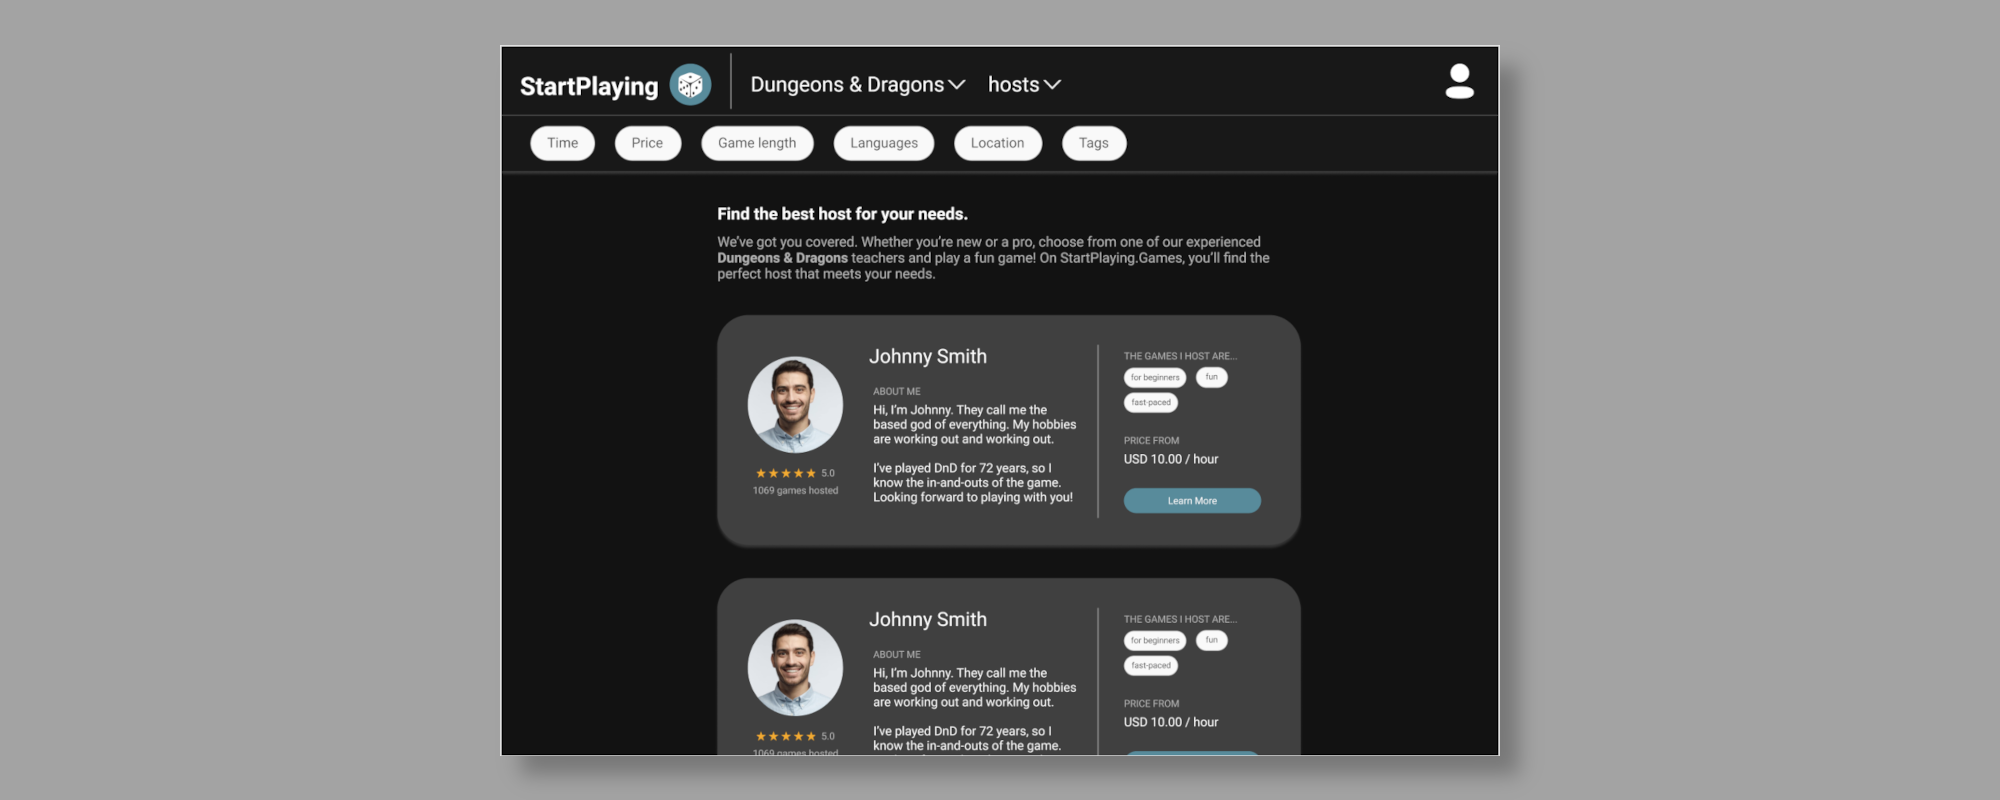 StartPlaying
Dungeons & Dragons
hosts
Time
Price
Game length
Languages
Location
Tags
Find the best host for your needs.
We've got you covered. Whether you're new or a pro, choose from one of our experienced
Dungeons & Dragons teachers and play a fun game! On StartPlaying.Games, you'll find the
perfect host that meets your needs.
Johnny Smith
ABOUT ME
Hi, I'm Johnny. They call me the
based god of everything. My hobbies
are working out and working out.
I've played DnD for 72 years, so I
know the in-and-outs of the game.
Looking forward to playing with you!
5.0
1069 games hosted
THE GAMES I HOST ARE...
for beginners
fun
fast-paced
PRICE FROM
USD 10.00 / hour
Learn More
Johnny Smith
ABOUT ME
Hi, I'm Johnny. They call me the
based god of everything. My hobbies
are working out and working out.
I've played DnD for 72 years, so I
know the in-and-outs of the game.
5.0
1069 games hosted
THE GAMES I HOST ARE...
for beginners
fun
fast-paced
PRICE FROM
USD 10.00 / hour